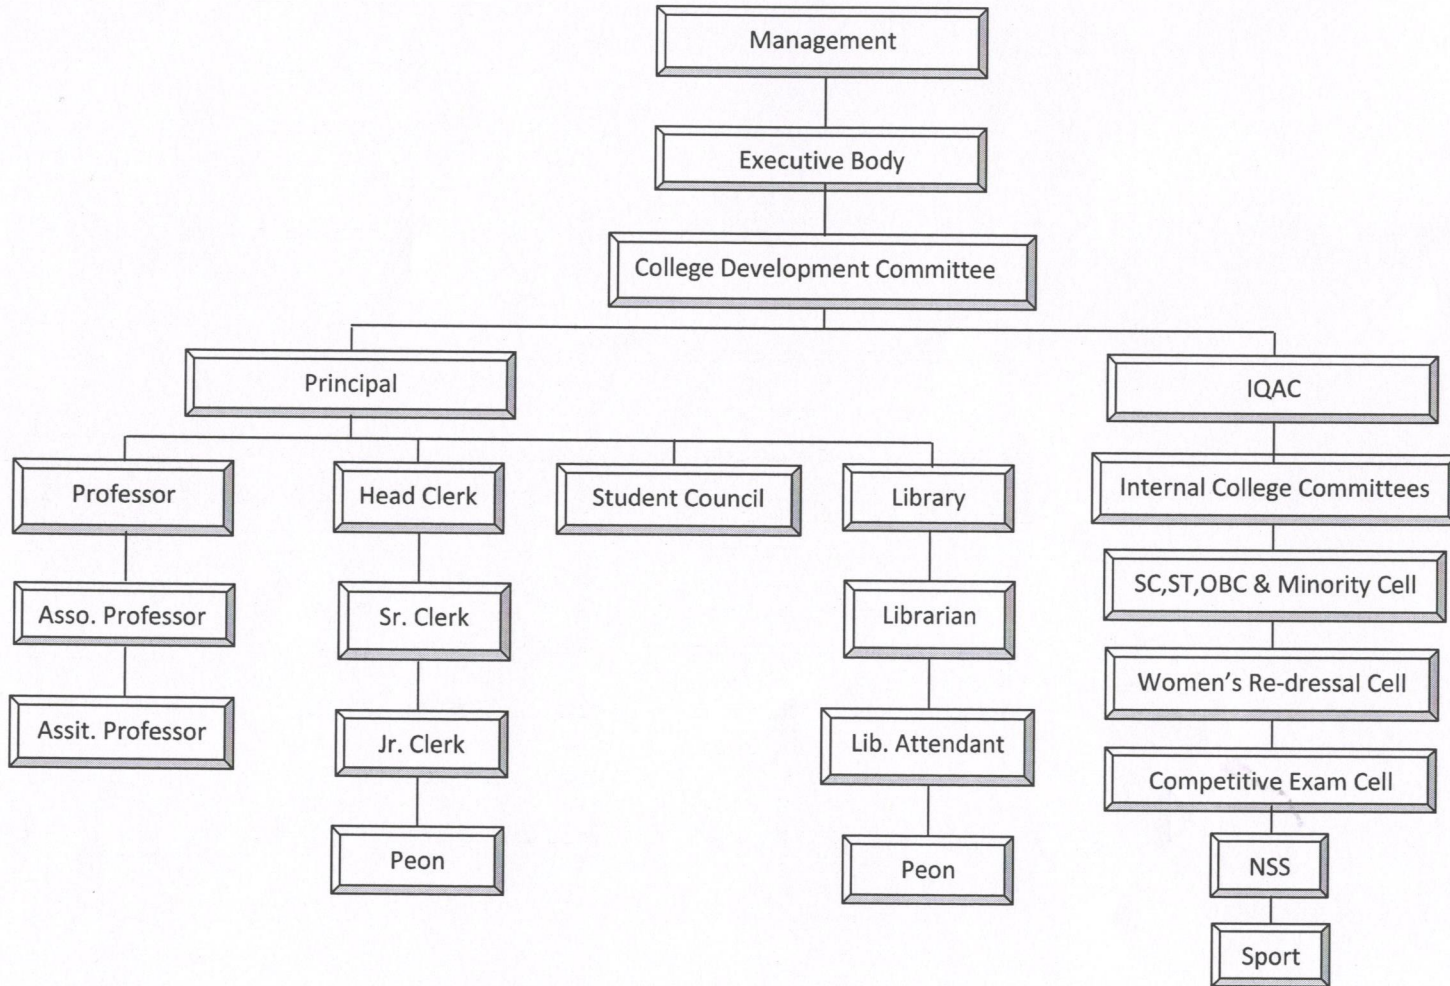 Management
Executive Body
College Development Committee
Principal
IQAC
Professor
Head Clerk
Student Council
Library
Internal College Committees
Asso. Professor
Sr. Clerk
Librarian
SC,ST,OBC & Minority Cell
Women's Re-dressal Cell
Assit. Professor
Jr. Clerk
Lib. Attendant
Competitive Exam Cell
Peon
Peon
NSS
Sport